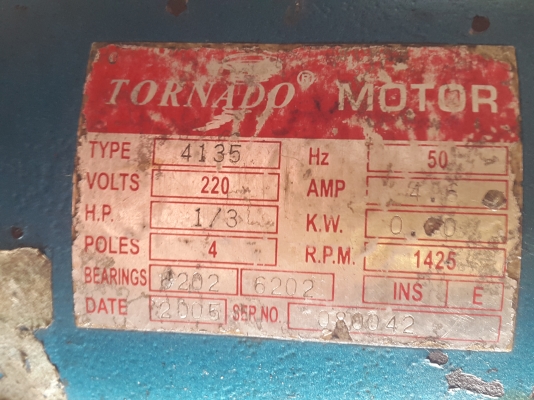 TORNADO® MOTOR
TYPE 4135 Hz 50
VOLTS 220 AMP
H.P. 1/3 K.W.
POLES 4 R.P.M. 1425
BEARINGS 6202 6202 INS E
DATE 2005 SER NO. 080042